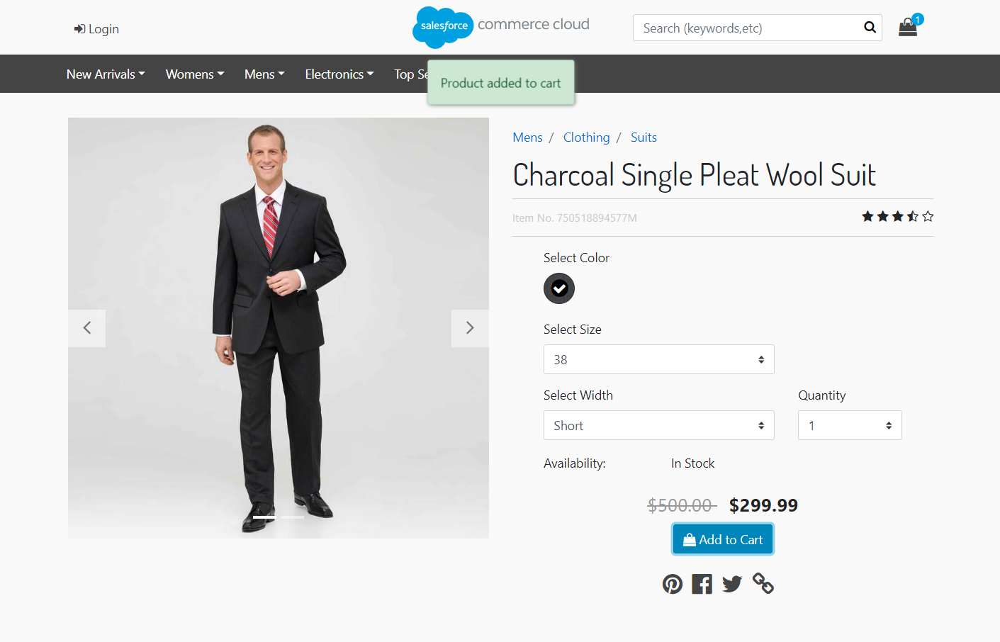 Login
salesforce commerce cloud
Search (keywords,etc)
1
New Arrivals Womens Mens Electronics Top Se
Product added to cart
Mens / Clothing / Suits
Charcoal Single Pleat Wool Suit
Item No. 750518894577M
Select Color
Select Size
38
Select Width Quantity
Short 1
Availability: In Stock
$500.00 $299.99
Add to Cart